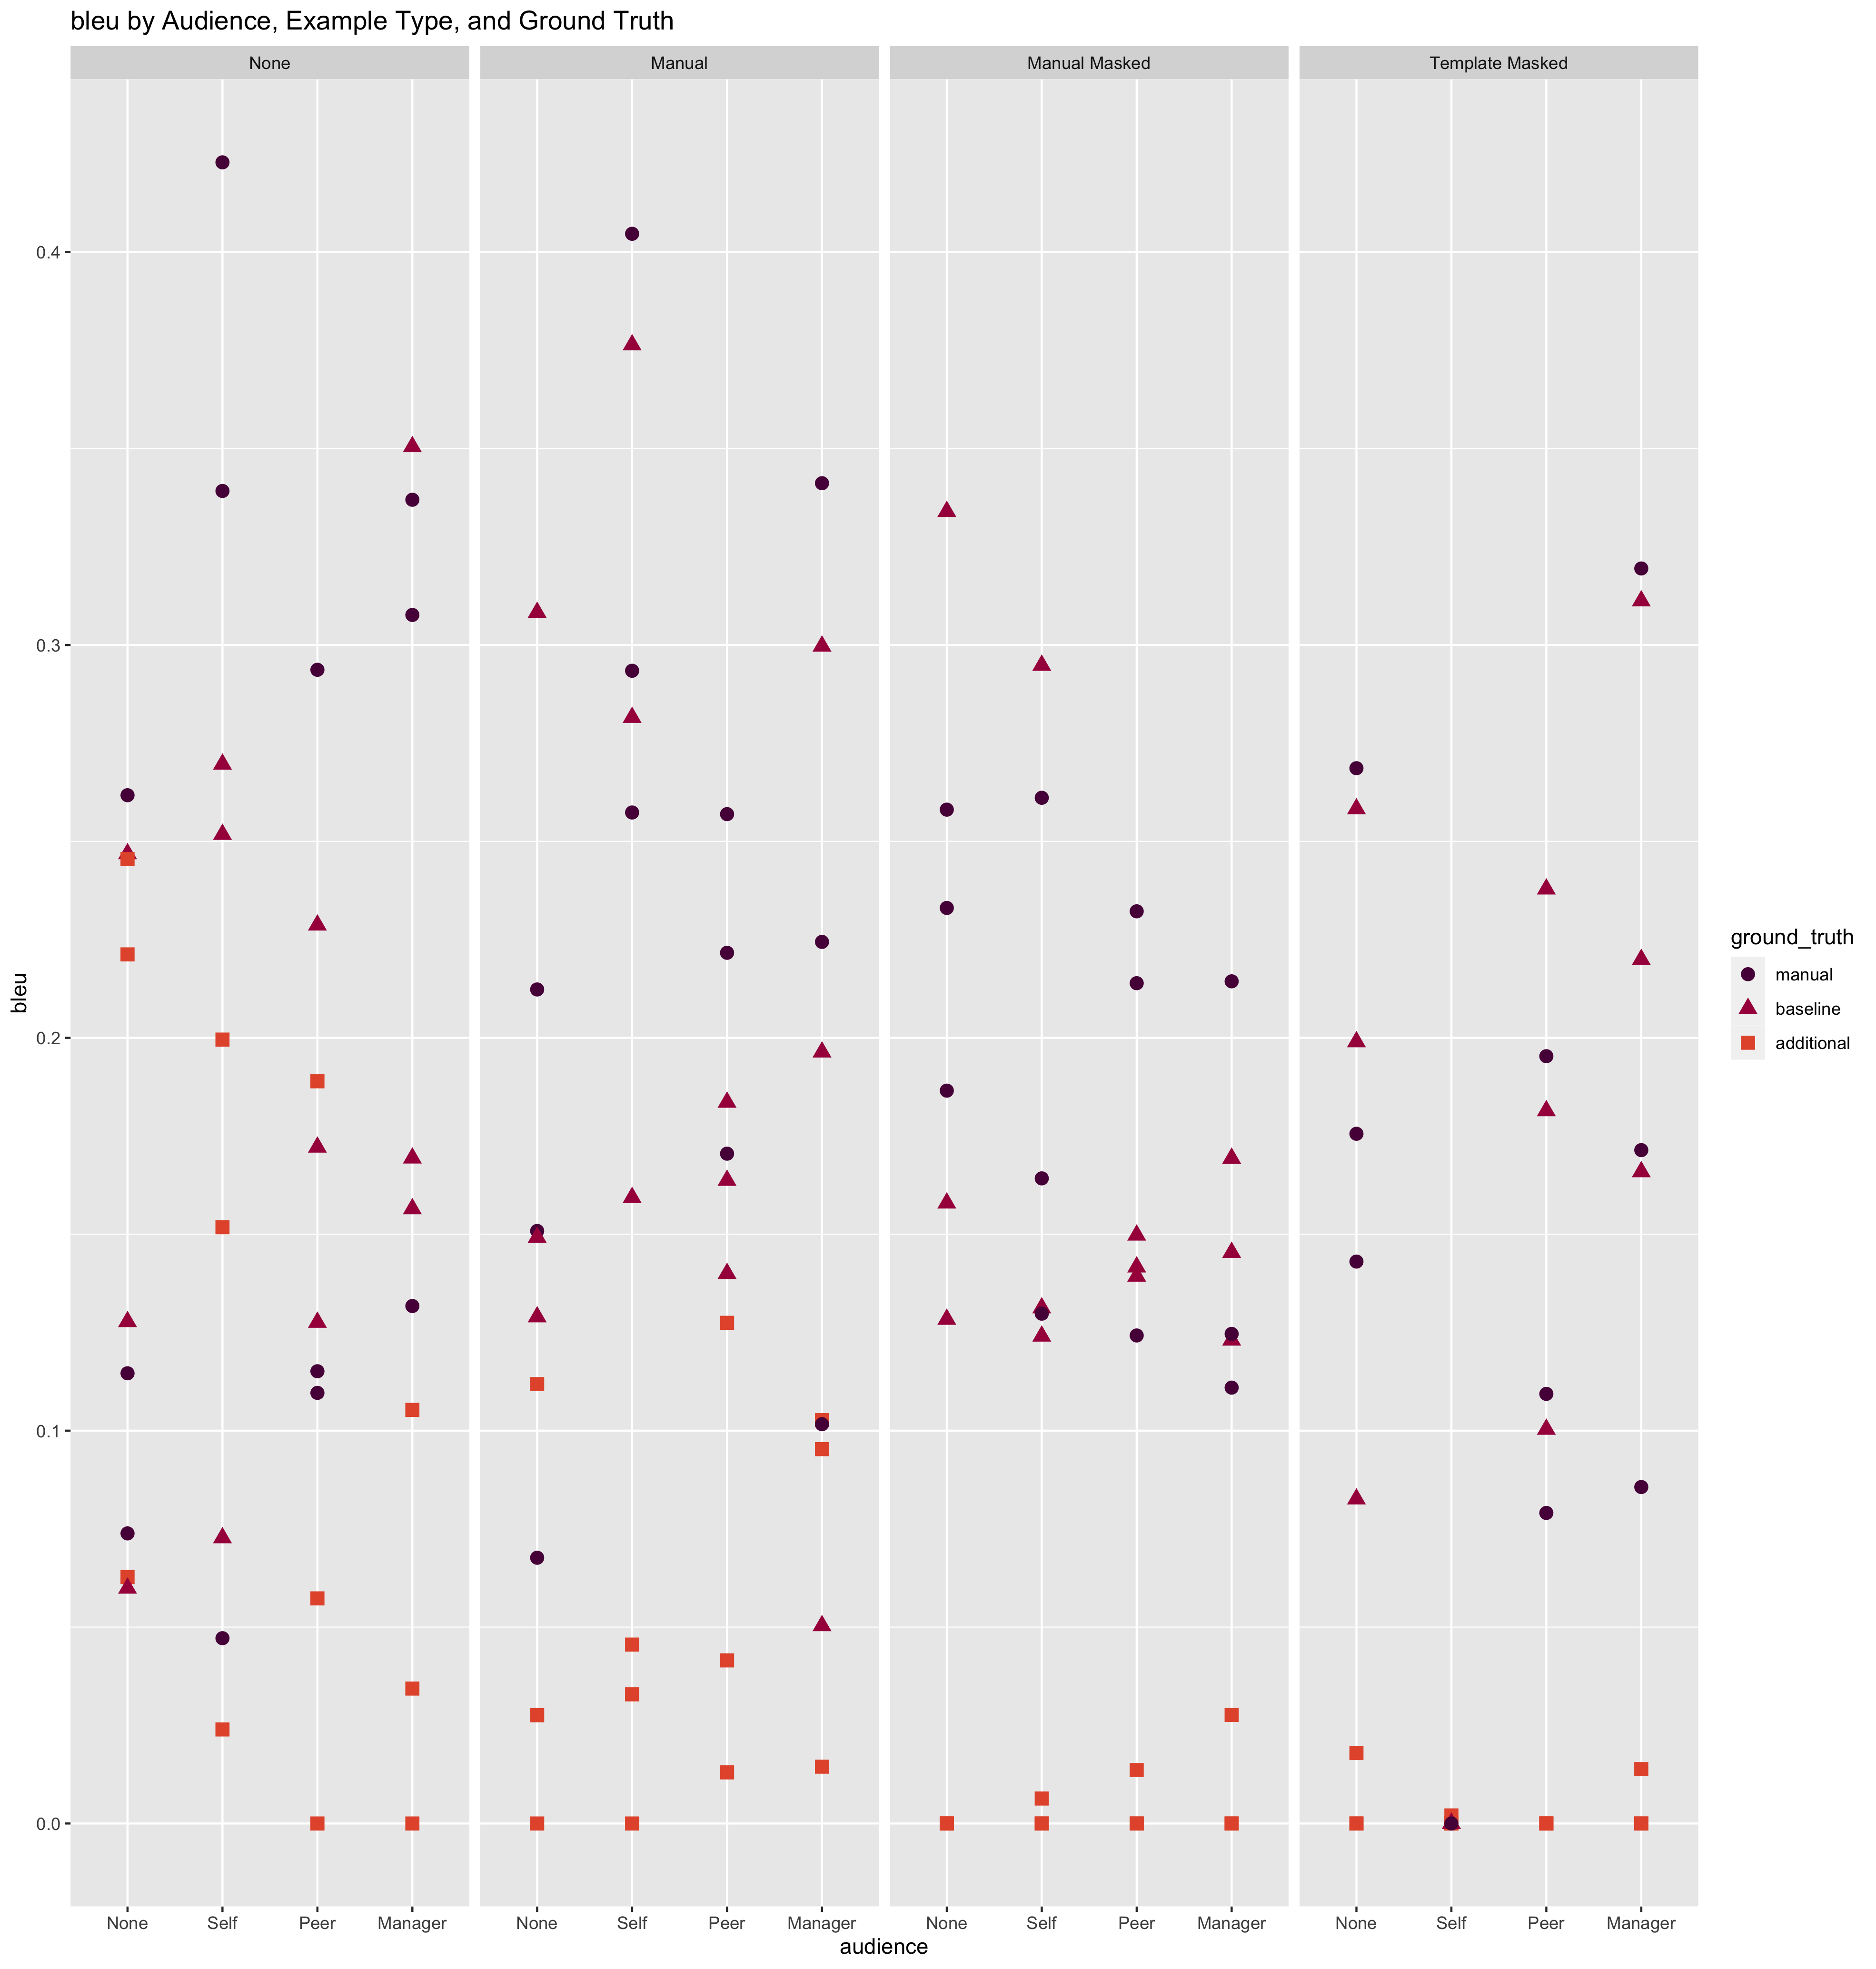 bleu by Audience, Example Type, and Ground Truth
None
Manual
Manual Masked
Template Masked
0.4
0.3
0.2
0.1
0.0
bleu
None Self Peer Manager
None Self Peer Manager
None Self Peer Manager
None Self Peer Manager
audience
ground_truth
manual
baseline
additional